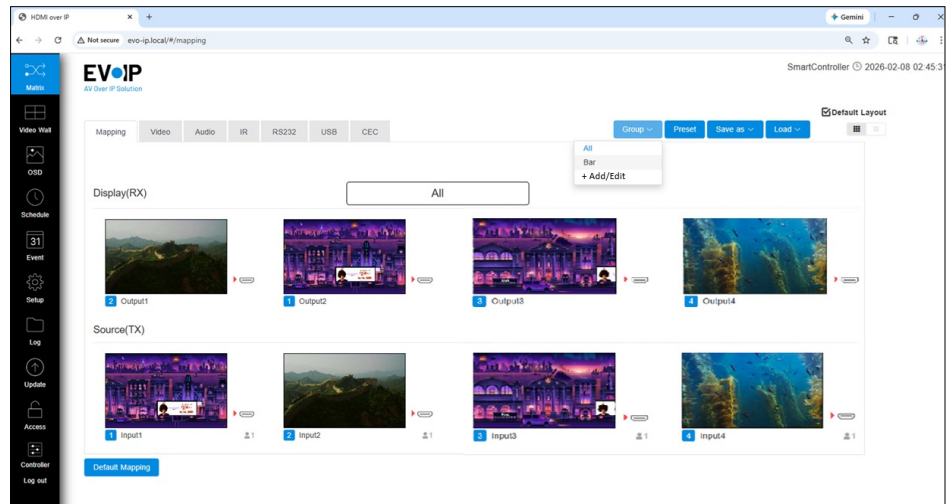 HDMI over IP
Gemini
Not secure evo-ip.local/#/mapping
EVOIP
AV Over IP Solution
SmartController 2026-02-08 02:45:31
Matrix
Video Wall
OSD
Schedule
31
Event
Setup
Log
Update
Access
Controller
Log out
Default Layout
Mapping Video Audio IR RS232 USB CEC
Group Preset Save as Load
All
Bar
+ Add/Edit
Display(RX) All
2 Output1 1 Output2 3 Output3 4 Output4
Source(TX)
1 Input1 1 2 Input2 1 3 Input3 1 4 Input4 1
Default Mapping